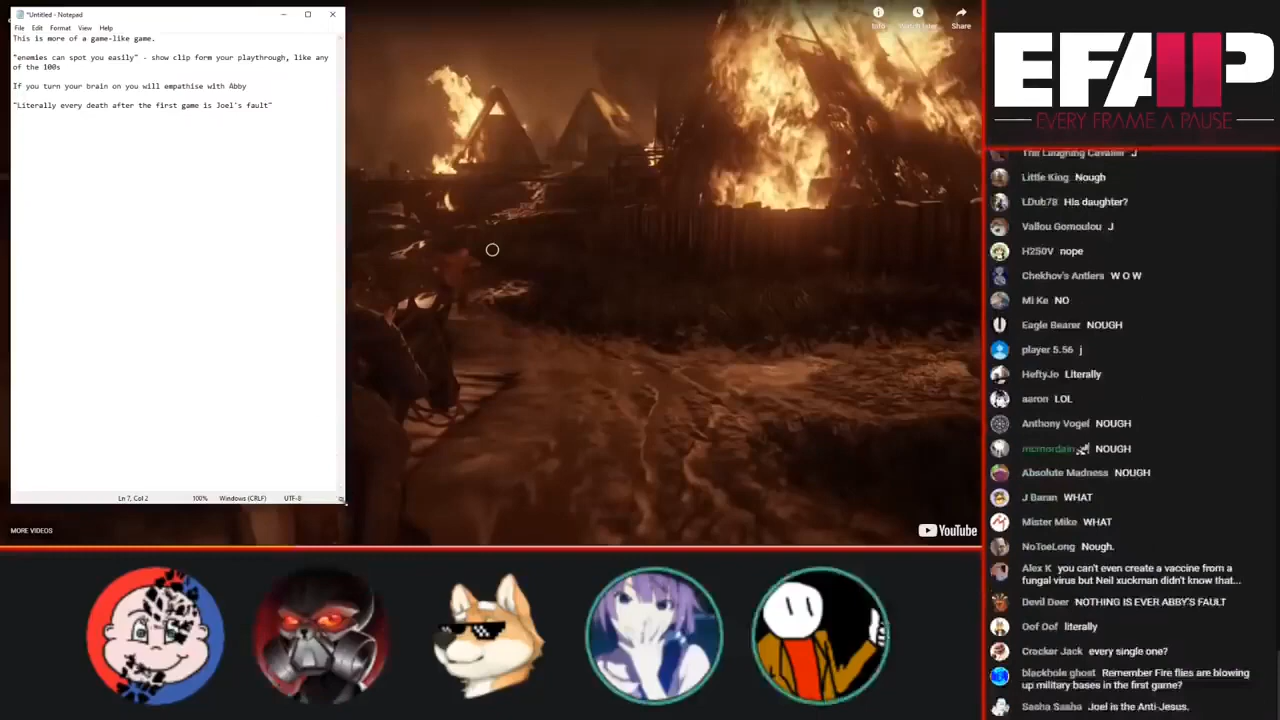 *Untitled - Notepad
File Edit Format View Help
This is more of a game-like game.
"enemies can spot you easily" - show clip form your playthrough, like any
of the 100s
If you turn your brain on you will empathise with Abby
"Literally every death after the first game is Joel's fault"
Ln 7, Col 2 100% Windows (CRLF) UTF-8
Info Watch later Share
MORE VIDEOS
YouTube
EFAP
EVERY FRAME A PAUSE
The Laughing Cavalier J
Little King Nough
LDub78 His daughter?
Vallou Gomoulou J
H250V nope
Chekhov's Antlers W O W
Mi Ke NO
Eagle Bearer NOUGH
player 5.56 j
HeftyJo Literally
aaron LOL
Anthony Vogel NOUGH
mcmordain NOUGH
Absolute Madness NOUGH
J Baran WHAT
Mister Mike WHAT
NoToeLong Nough.
Alex K you can't even create a vaccine from a
fungal virus but Neil xuckman didn't know that...
Devil Deer NOTHING IS EVER ABBY'S FAULT
Oof Oof literally
Cracker Jack every single one?
blackhole ghost Remember Fire flies are blowing
up military bases in the first game?
Sasha Sasha Joel is the Anti-Jesus.